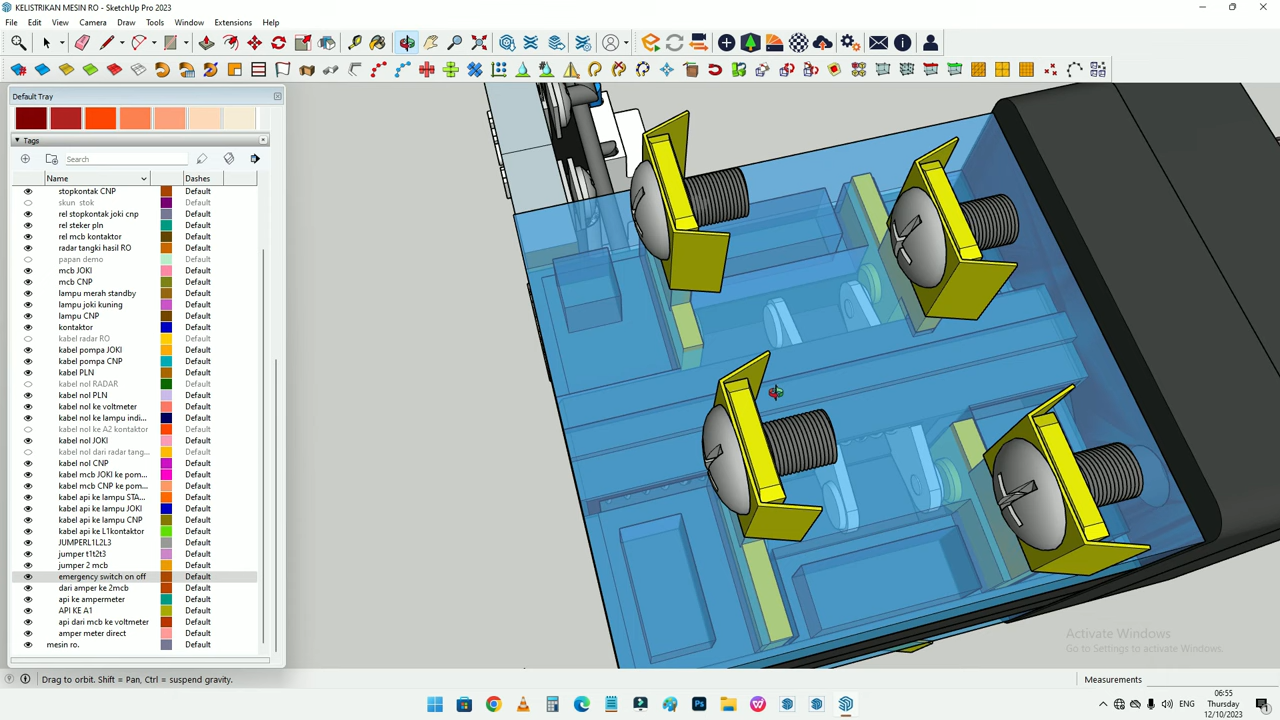 KELISTRIKAN MESIN RO - SketchUp Pro 2023
File Edit View Camera Draw Tools Window Extensions Help
Default Tray
Tags
Search
Name Dashes
stopkontak CNP Default
skun stok Default
rel stopkontak joki cnp Default
rel steker pln Default
rel mcb kontaktor Default
radar tangki hasil RO Default
papan demo Default
mcb JOKI Default
mcb CNP Default
lampu merah standby Default
lampu joki kuning Default
lampu CNP Default
kontaktor Default
kabel radar RO Default
kabel pompa JOKI Default
kabel pompa CNP Default
kabel PLN Default
kabel nol RADAR Default
kabel nol PLN Default
kabel nol ke voltmeter Default
kabel nol ke lampu indi... Default
kabel nol ke A2 kontaktor Default
kabel nol JOKI Default
kabel nol dari radar tang... Default
kabel nol CNP Default
kabel mcb JOKI ke pom... Default
kabel mcb CNP ke pom... Default
kabel api ke lampu STA... Default
kabel api ke lampu JOKI Default
kabel api ke lampu CNP Default
kabel api ke L1kontaktor Default
JUMPERL1L2L3 Default
jumper t1t2t3 Default
jumper 2 mcb Default
emergency switch on off Default
dari amper ke 2mcb Default
api ke ampermeter Default
API KE A1 Default
api dari mcb ke voltmeter Default
amper meter direct Default
mesin ro. Default
Activate Windows
Go to Settings to activate Windows.
Drag to orbit. Shift = Pan, Ctrl = suspend gravity. Measurements
ENG
06:55
Thursday
12/10/2023